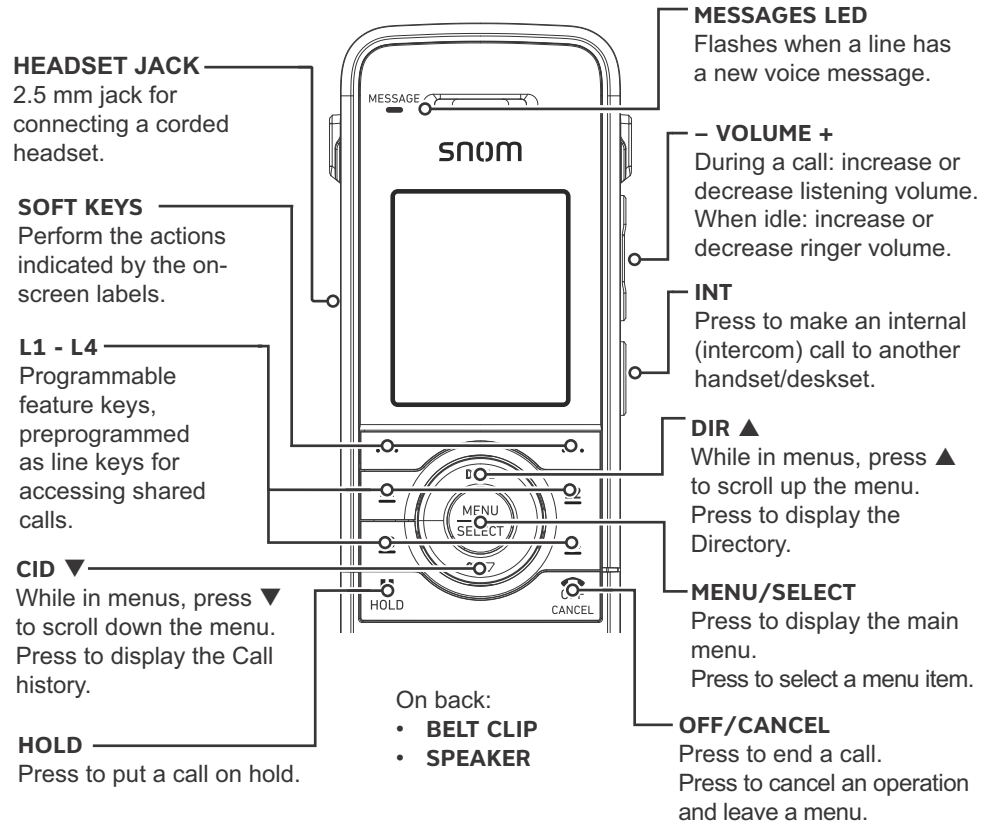 HEADSET JACK
2.5 mm jack for
connecting a corded
headset.
SOFT KEYS
Perform the actions
indicated by the on-
screen labels.
L1 - L4
Programmable
feature keys,
preprogrammed
as line keys for
accessing shared
calls.
CID ▼
While in menus, press ▼
to scroll down the menu.
Press to display the Call
history.
HOLD
Press to put a call on hold.
MESSAGE
snom
MENU
SELECT
HOLD
CANCEL
On back:
• BELT CLIP
• SPEAKER
MESSAGES LED
Flashes when a line has
a new voice message.
– VOLUME +
During a call: increase or
decrease listening volume.
When idle: increase or
decrease ringer volume.
INT
Press to make an internal
(intercom) call to another
handset/deskset.
DIR ▲
While in menus, press ▲
to scroll up the menu.
Press to display the
Directory.
MENU/SELECT
Press to display the main
menu.
Press to select a menu item.
OFF/CANCEL
Press to end a call.
Press to cancel an operation
and leave a menu.